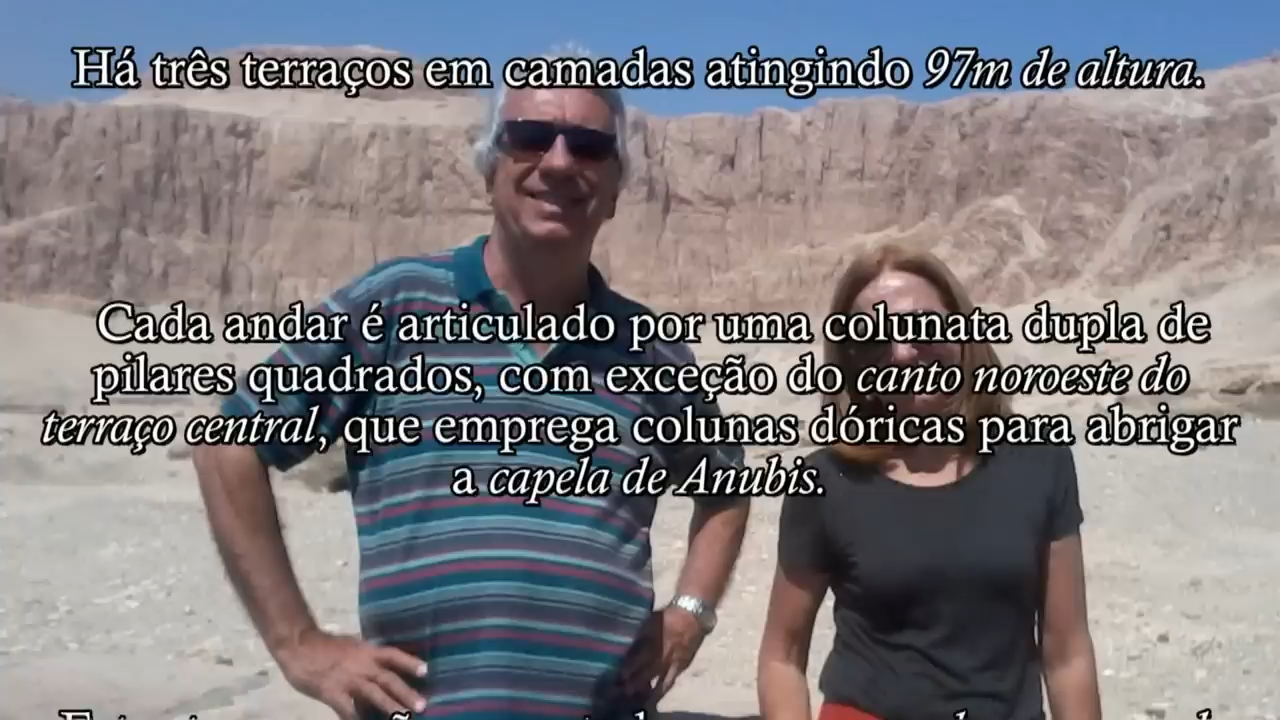 Há três terraços em camadas atingindo 97m de altura.
Cada andar é articulado por uma colunata dupla de
pilares quadrados, com exceção do canto noroeste do
terraço central, que emprega colunas dóricas para abrigar
a capela de Anubis.